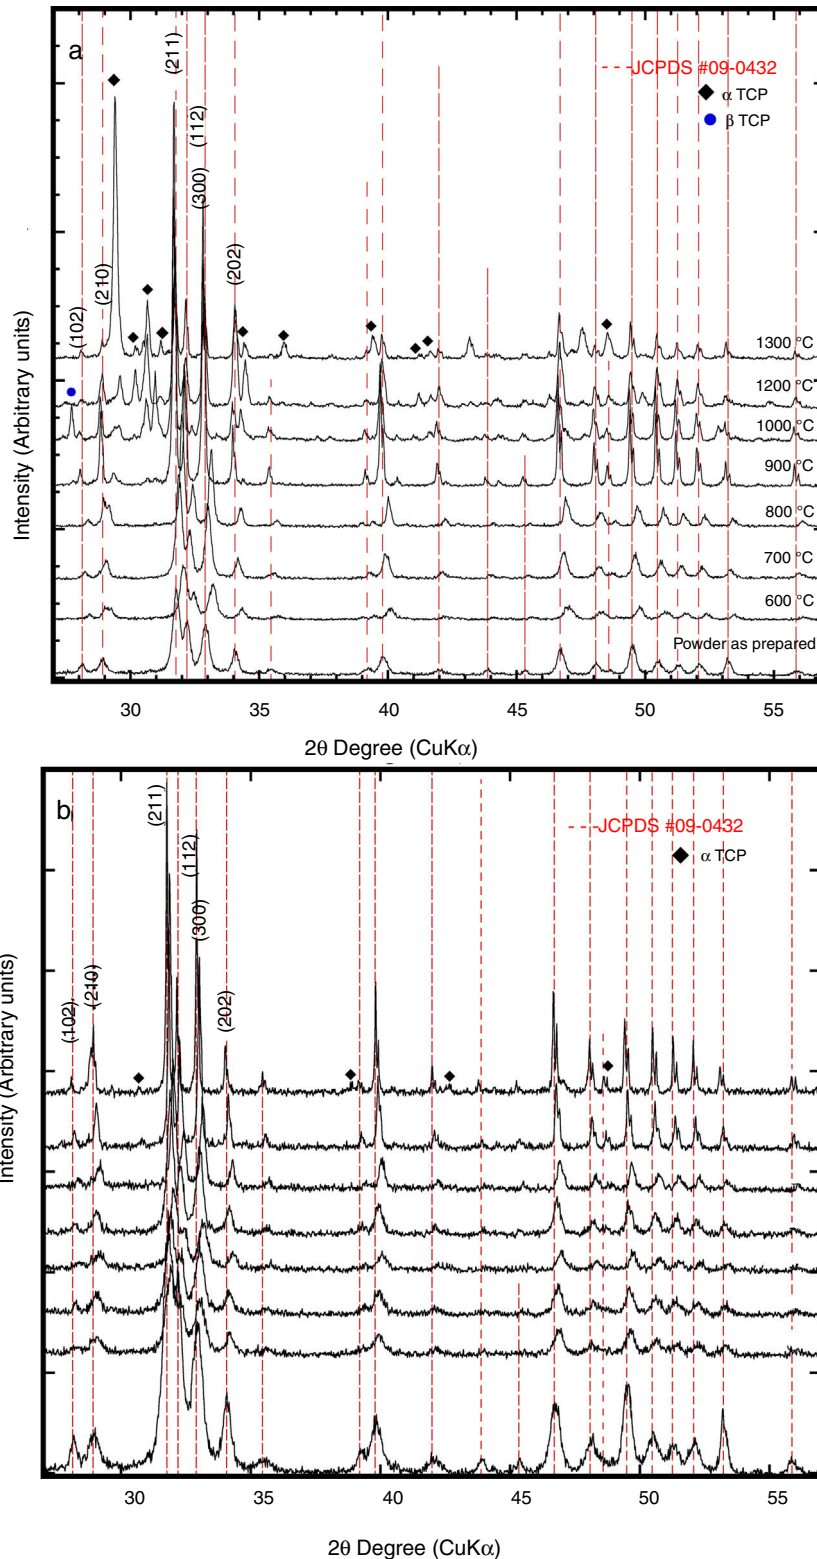 a
(211)
- - - -JCPDS #09-0432
α TCP
β TCP
(112)
(300)
(202)
(210)
(102)
1300 °C
1200 °C
1000 °C
900 °C
800 °C
700 °C
600 °C
Powder as prepared
Intensity (Arbitrary units)
30 35 40 45 50 55
2θ Degree (CuKα)
b
(211)
- - - -JCPDS #09-0432
(112)
α TCP
(300)
(210)
(202)
(102)
Intensity (Arbitrary units)
30 35 40 45 50 55
2θ Degree (CuKα)